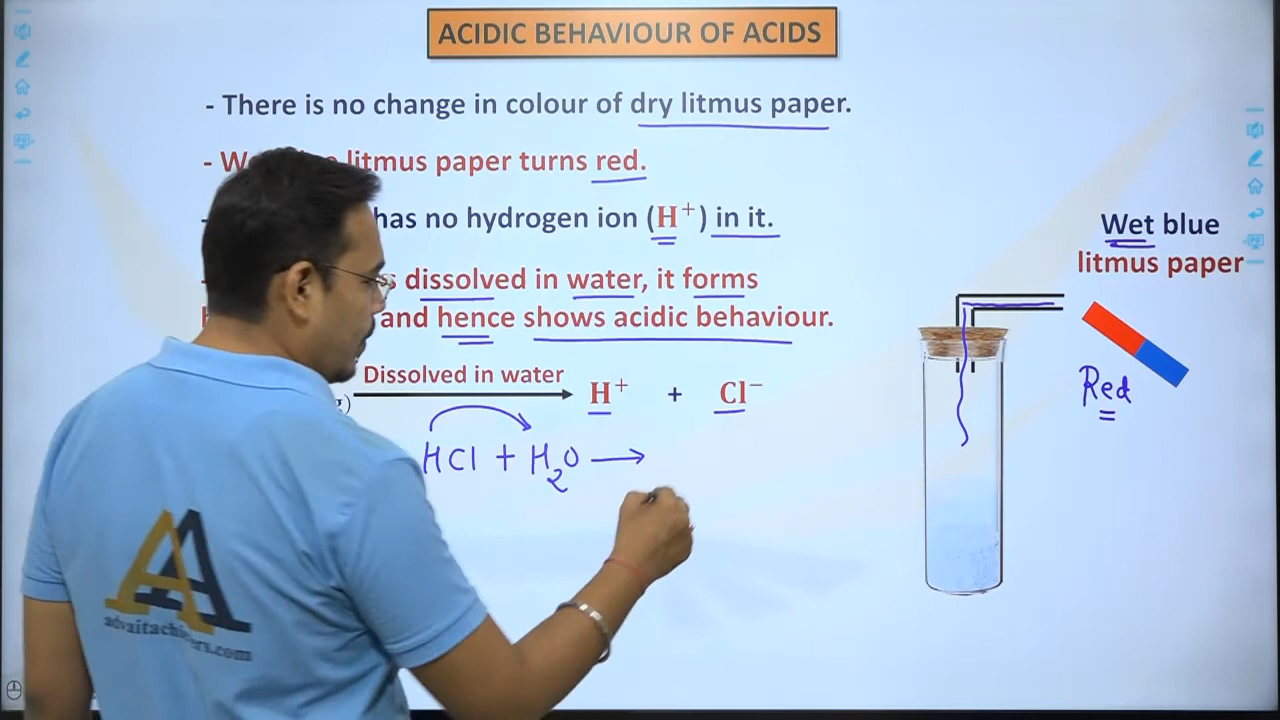 ACIDIC BEHAVIOUR OF ACIDS
- There is no change in colour of dry litmus paper.
- litmus paper turns red.
has no hydrogen ion (H⁺) in it.
dissolved in water, it forms
and hence shows acidic behaviour.
Dissolved in water
(g) H⁺ + Cl⁻
HCl + H₂O →
Wet blue
litmus paper
Red
advaitachievers.com